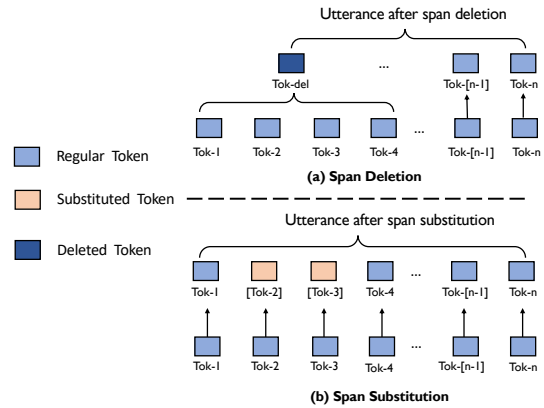 Utterance after span deletion
...
Tok-del Tok-[n-1] Tok-n
...
Tok-1 Tok-2 Tok-3 Tok-4 Tok-[n-1] Tok-n
(a) Span Deletion
Regular Token
Substituted Token
Deleted Token
Utterance after span substitution
...
Tok-1 [Tok-2] [Tok-3] Tok-4 Tok-[n-1] Tok-n
...
Tok-1 Tok-2 Tok-3 Tok-4 Tok-[n-1] Tok-n
(b) Span Substitution